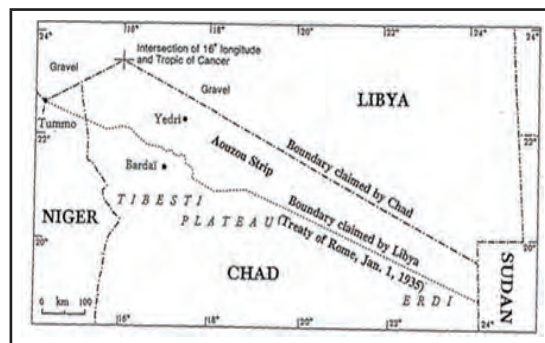 24°
16°
18°
20°
22°
24°
Intersection of 16° longitude
and Tropic of Cancer
Gravel
Gravel
LIBYA
Tummo
22°
22°
Yedri
Aouzou Strip
Boundary claimed by Chad
Bardaï
TIBESTI
PLATEAU
NIGER
Boundary claimed by Libya
(Treaty of Rome, Jan. 1, 1935)
20°
20°
CHAD
ERDI
SUDAN
0 km 100
16°
18°
22°
24°